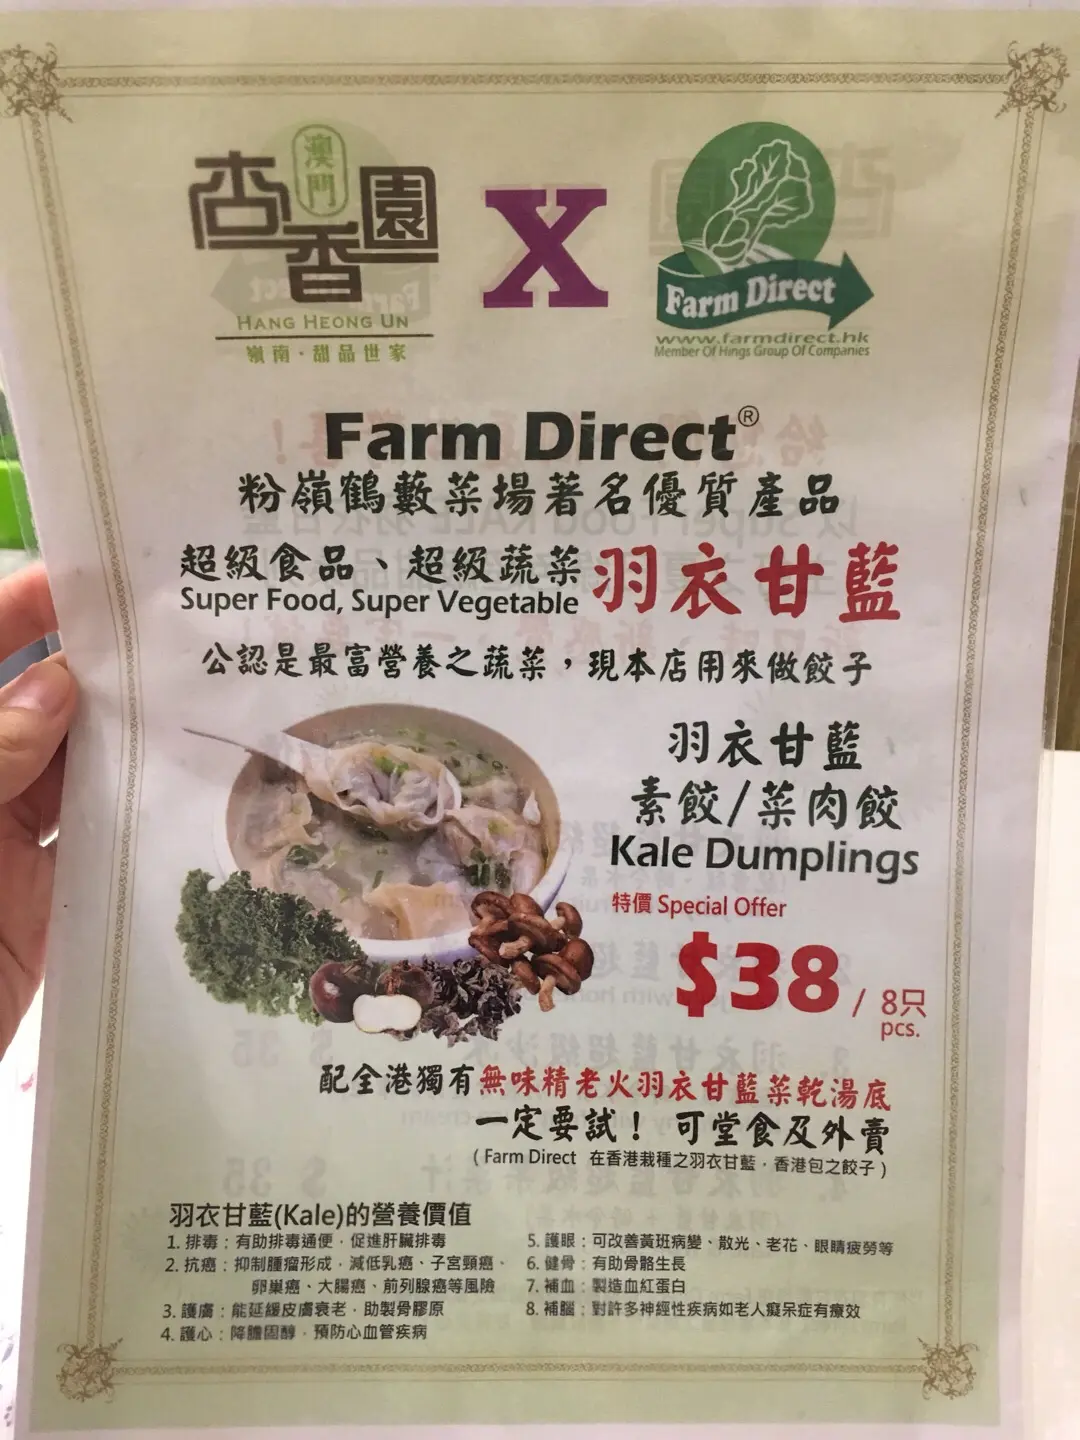 澳門
杏香園
HANG HEONG UN
嶺南·甜品世家
X
Farm Direct
www.farmdirect.hk
Member Of Hings Group Of Companies
Farm Direct®
粉嶺鶴藪菜場著名優質產品
超級食品、超級蔬菜
Super Food, Super Vegetable
羽衣甘藍
公認是最富營養之蔬菜，現本店用來做餃子
羽衣甘藍
素餃/菜肉餃
Kale Dumplings
特價 Special Offer
$38 / 8只
pcs.
配全港獨有無味精老火羽衣甘藍菜乾湯底
一定要試！ 可堂食及外賣
( Farm Direct 在香港栽種之羽衣甘藍．香港包之餃子 )
羽衣甘藍(Kale)的營養價值
1. 排毒：有助排毒通便，促進肝臟排毒
2. 抗癌：抑制腫瘤形成，減低乳癌、子宮頸癌、
卵巢癌、大腸癌、前列腺癌等風險
3. 護膚：能延緩皮膚衰老，助製骨膠原
4. 護心：降膽固醇，預防心血管疾病
5. 護眼：可改善黃班病變、散光、老花、眼睛疲勞等
6. 健骨：有助骨骼生長
7. 補血：製造血紅蛋白
8. 補腦：對許多神經性疾病如老人癡呆症有療效